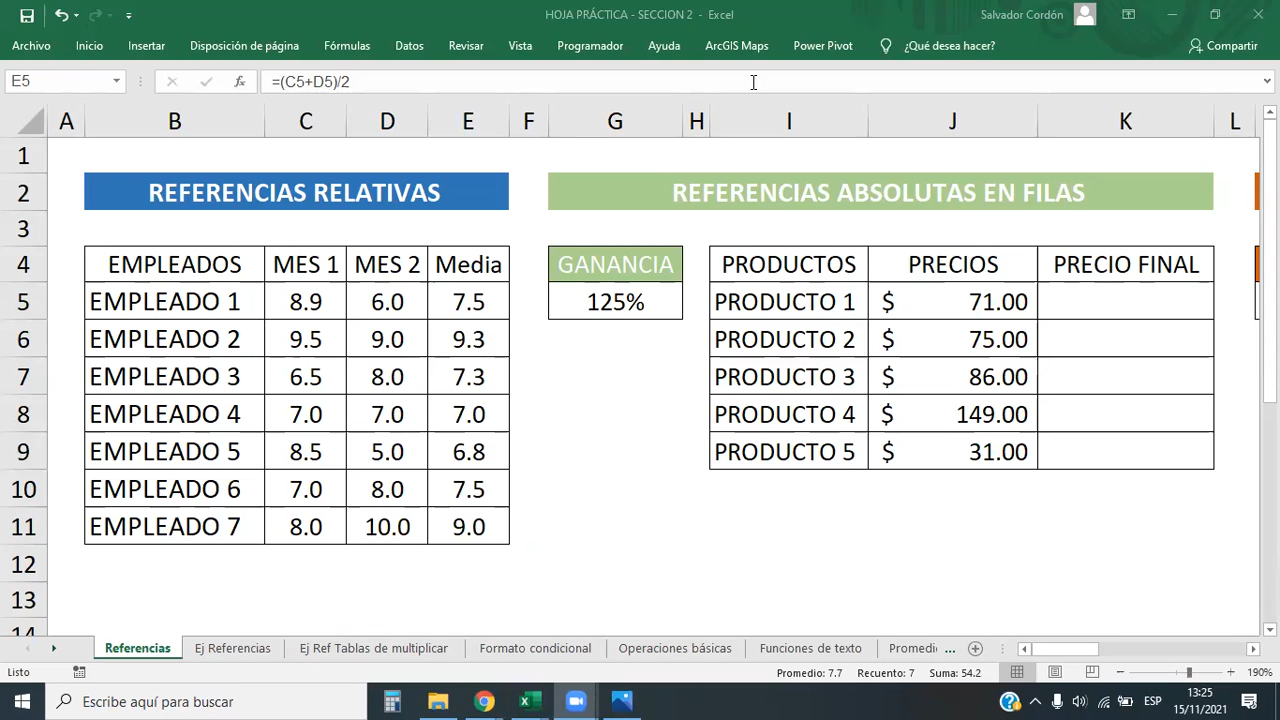 HOJA PRÁCTICA - SECCION 2 - Excel
Salvador Cordón
Archivo Inicio Insertar Disposición de página Fórmulas Datos Revisar Vista Programador Ayuda ArcGIS Maps Power Pivot ¿Qué desea hacer? Compartir
E5 fx =(C5+D5)/2
A B C D E F G H I J K L
1
2 REFERENCIAS RELATIVAS REFERENCIAS ABSOLUTAS EN FILAS
3
4 EMPLEADOS MES 1 MES 2 Media GANANCIA PRODUCTOS PRECIOS PRECIO FINAL
5 EMPLEADO 1 8.9 6.0 7.5 125% PRODUCTO 1 $ 71.00
6 EMPLEADO 2 9.5 9.0 9.3 PRODUCTO 2 $ 75.00
7 EMPLEADO 3 6.5 8.0 7.3 PRODUCTO 3 $ 86.00
8 EMPLEADO 4 7.0 7.0 7.0 PRODUCTO 4 $ 149.00
9 EMPLEADO 5 8.5 5.0 6.8 PRODUCTO 5 $ 31.00
10 EMPLEADO 6 7.0 8.0 7.5
11 EMPLEADO 7 8.0 10.0 9.0
12
13
14
Referencias Ej Referencias Ej Ref Tablas de multiplicar Formato condicional Operaciones básicas Funciones de texto Promedio ...
Listo Promedio: 7.7 Recuento: 7 Suma: 54.2 190%
Escribe aquí para buscar ESP 13:25
15/11/2021